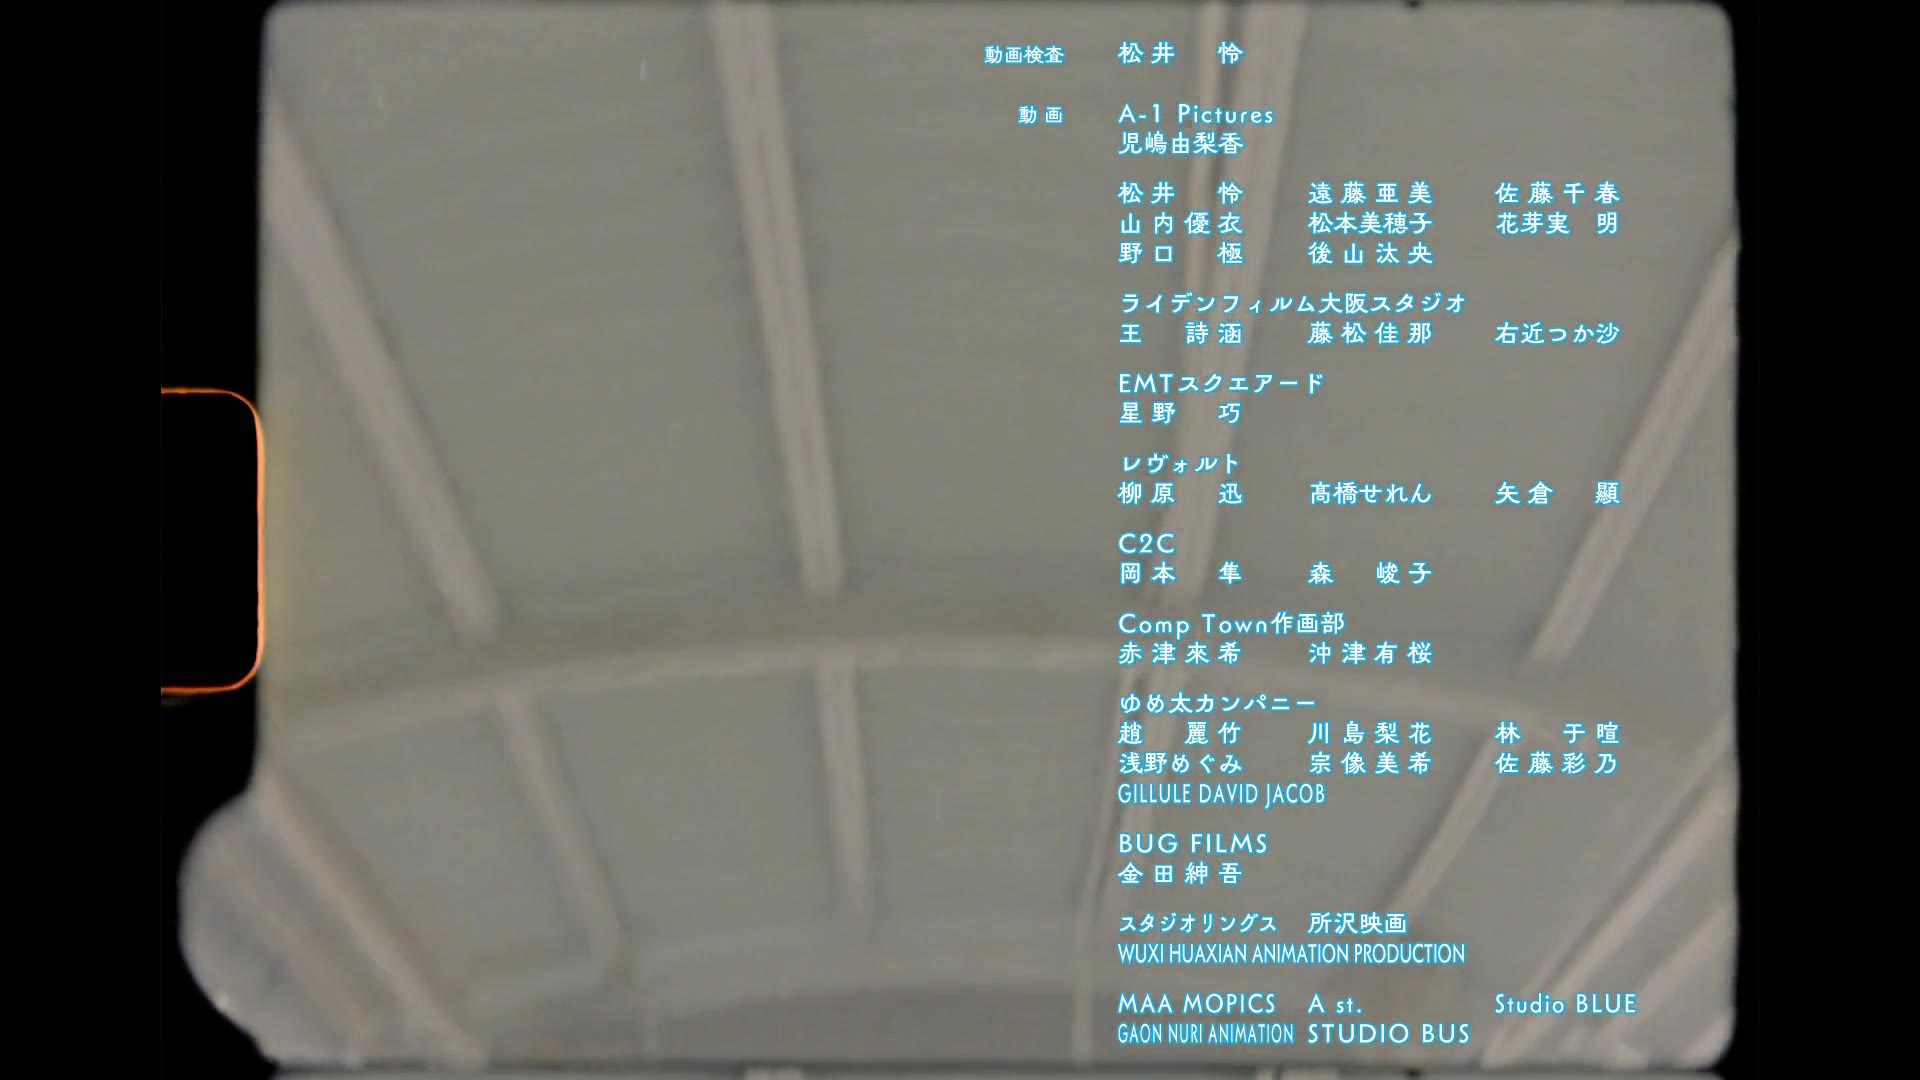 動画検査 松井 怜
動画 A-1 Pictures
児嶋由梨香
松井 怜 遠藤亜美 佐藤千春
山内優衣 松本美穂子 花芽実 明
野口 極 後山汰央
ライデンフィルム大阪スタジオ
王 詩涵 藤松佳那 右近つか沙
EMTスクエアード
星野 巧
レヴォルト
柳原 迅 髙橋せれん 矢倉 顕
C2C
岡本 隼 森 峻子
Comp Town作画部
赤津來希 沖津有桜
ゆめ太カンパニー
趙 麗竹 川島梨花 林 于暄
浅野めぐみ 宗像美希 佐藤彩乃
GILLULE DAVID JACOB
BUG FILMS
金田紳吾
スタジオリングス 所沢映画
WUXI HUAXIAN ANIMATION PRODUCTION
MAA MOPICS A st. Studio BLUE
GAON NURI ANIMATION STUDIO BUS